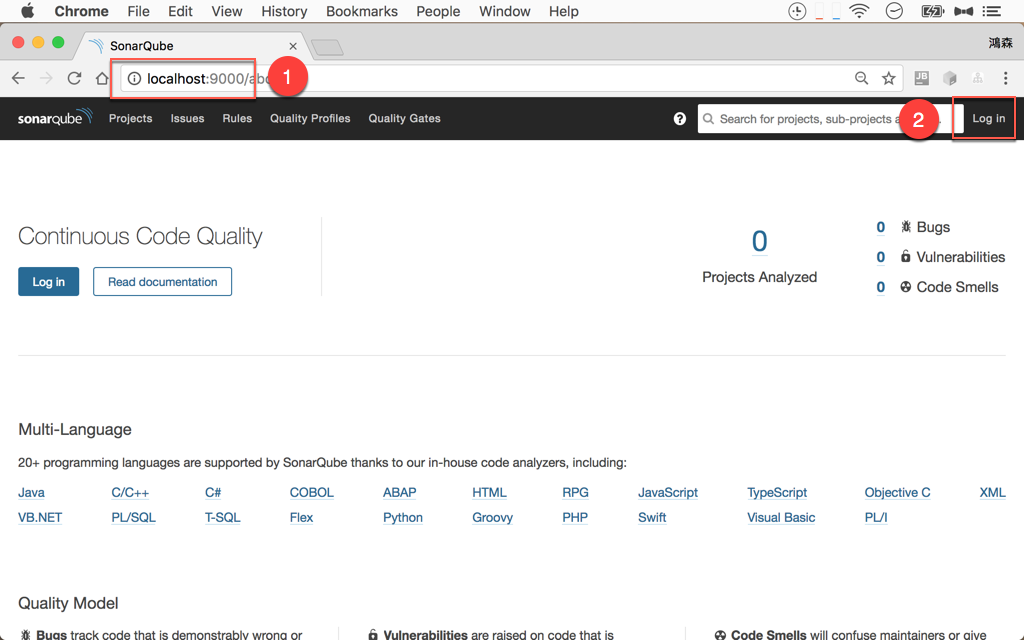 Chrome File Edit View History Bookmarks People Window Help
SonarQube
鴻森
localhost:9000/
1
JB
sonarqube Projects Issues Rules Quality Profiles Quality Gates
? Search for projects, sub-projects
2
Log in
Continuous Code Quality
Log in Read documentation
0
Projects Analyzed
0 Bugs
0 Vulnerabilities
0 Code Smells
Multi-Language
20+ programming languages are supported by SonarQube thanks to our in-house code analyzers, including:
Java C/C++ C# COBOL ABAP HTML RPG JavaScript TypeScript Objective C XML
VB.NET PL/SQL T-SQL Flex Python Groovy PHP Swift Visual Basic PL/I
Quality Model
Bugs track code that is demonstrably wrong or
Vulnerabilities are raised on code that is
Code Smells will confuse maintainers or give